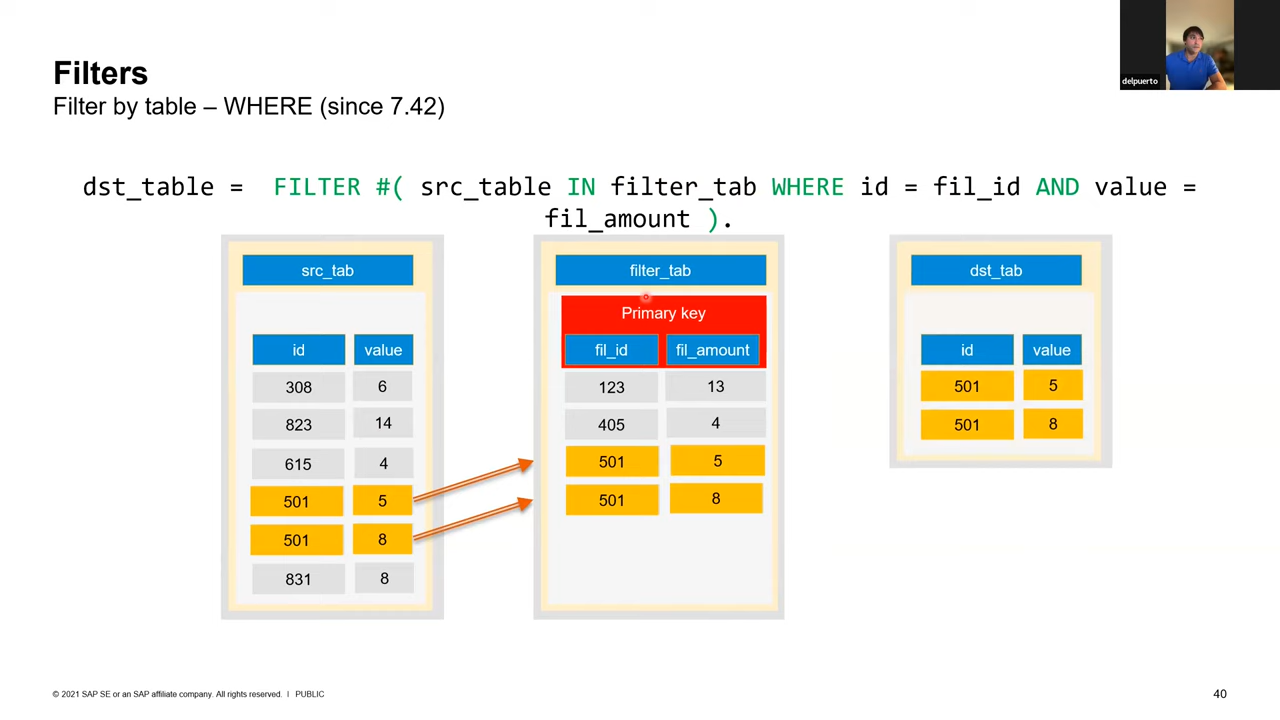 delpuerto
Filters
Filter by table – WHERE (since 7.42)
dst_table = FILTER #( src_table IN filter_tab WHERE id = fil_id AND value =
fil_amount ).
src_tab
id value
308 6
823 14
615 4
501 5
501 8
831 8
filter_tab
Primary key
fil_id fil_amount
123 13
405 4
501 5
501 8
dst_tab
id value
501 5
501 8
© 2021 SAP SE or an SAP affiliate company. All rights reserved. I PUBLIC
40